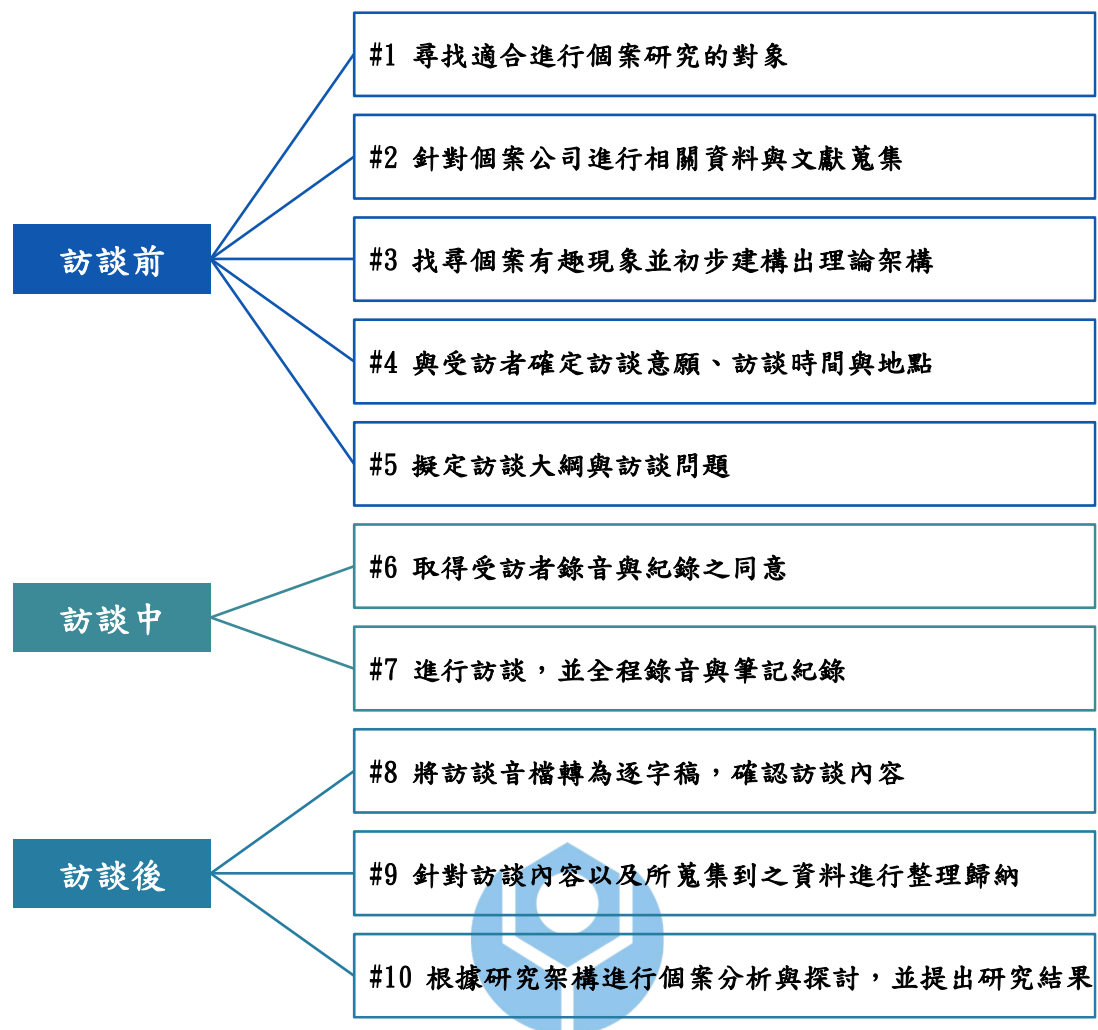 訪談前
#1 尋找適合進行個案研究的對象
#2 針對個案公司進行相關資料與文獻蒐集
#3 找尋個案有趣現象並初步建構出理論架構
#4 與受訪者確定訪談意願、訪談時間與地點
#5 擬定訪談大綱與訪談問題
訪談中
#6 取得受訪者錄音與紀錄之同意
#7 進行訪談，並全程錄音與筆記紀錄
訪談後
#8 將訪談音檔轉為逐字稿，確認訪談內容
#9 針對訪談內容以及所蒐集到之資料進行整理歸納
#10 根據研究架構進行個案分析與探討，並提出研究結果